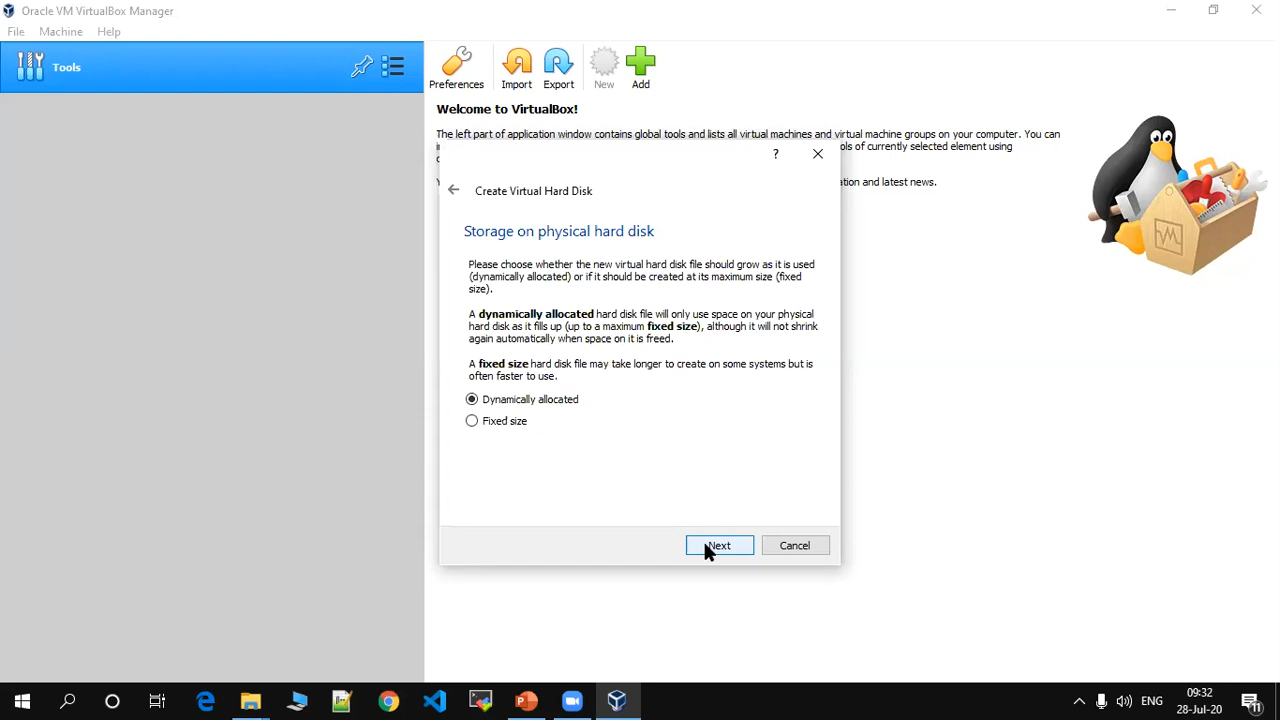 Oracle VM VirtualBox Manager
File Machine Help
Tools
Preferences Import Export New Add
Welcome to VirtualBox!
The left part of application window contains global tools and lists all virtual machines and virtual machine groups on your computer. You can
ols of currently selected element using
ation and latest news.
?
Create Virtual Hard Disk
Storage on physical hard disk
Please choose whether the new virtual hard disk file should grow as it is used
(dynamically allocated) or if it should be created at its maximum size (fixed
size).
A dynamically allocated hard disk file will only use space on your physical
hard disk as it fills up (up to a maximum fixed size), although it will not shrink
again automatically when space on it is freed.
A fixed size hard disk file may take longer to create on some systems but is
often faster to use.
Dynamically allocated
Fixed size
Next Cancel
ENG
09:32
28-Jul-20
11